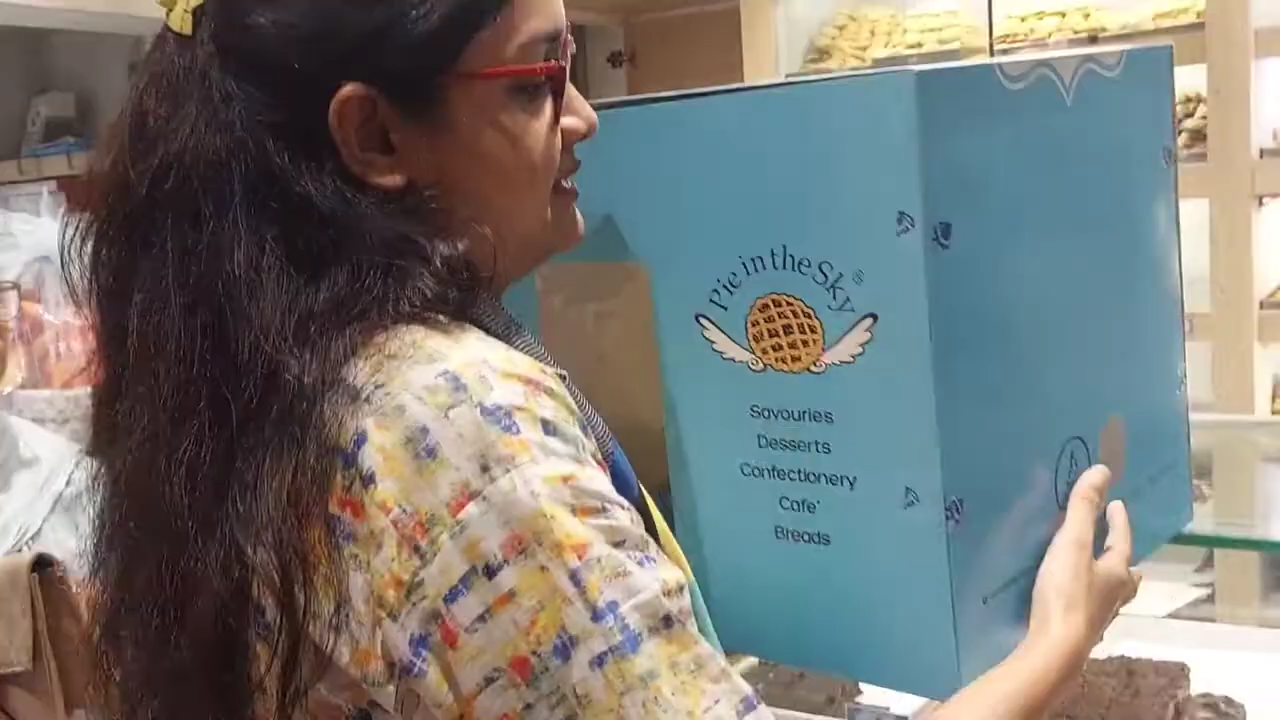 Pie in the Sky®
Savouries
Desserts
Confectionery
Cafe'
Breads